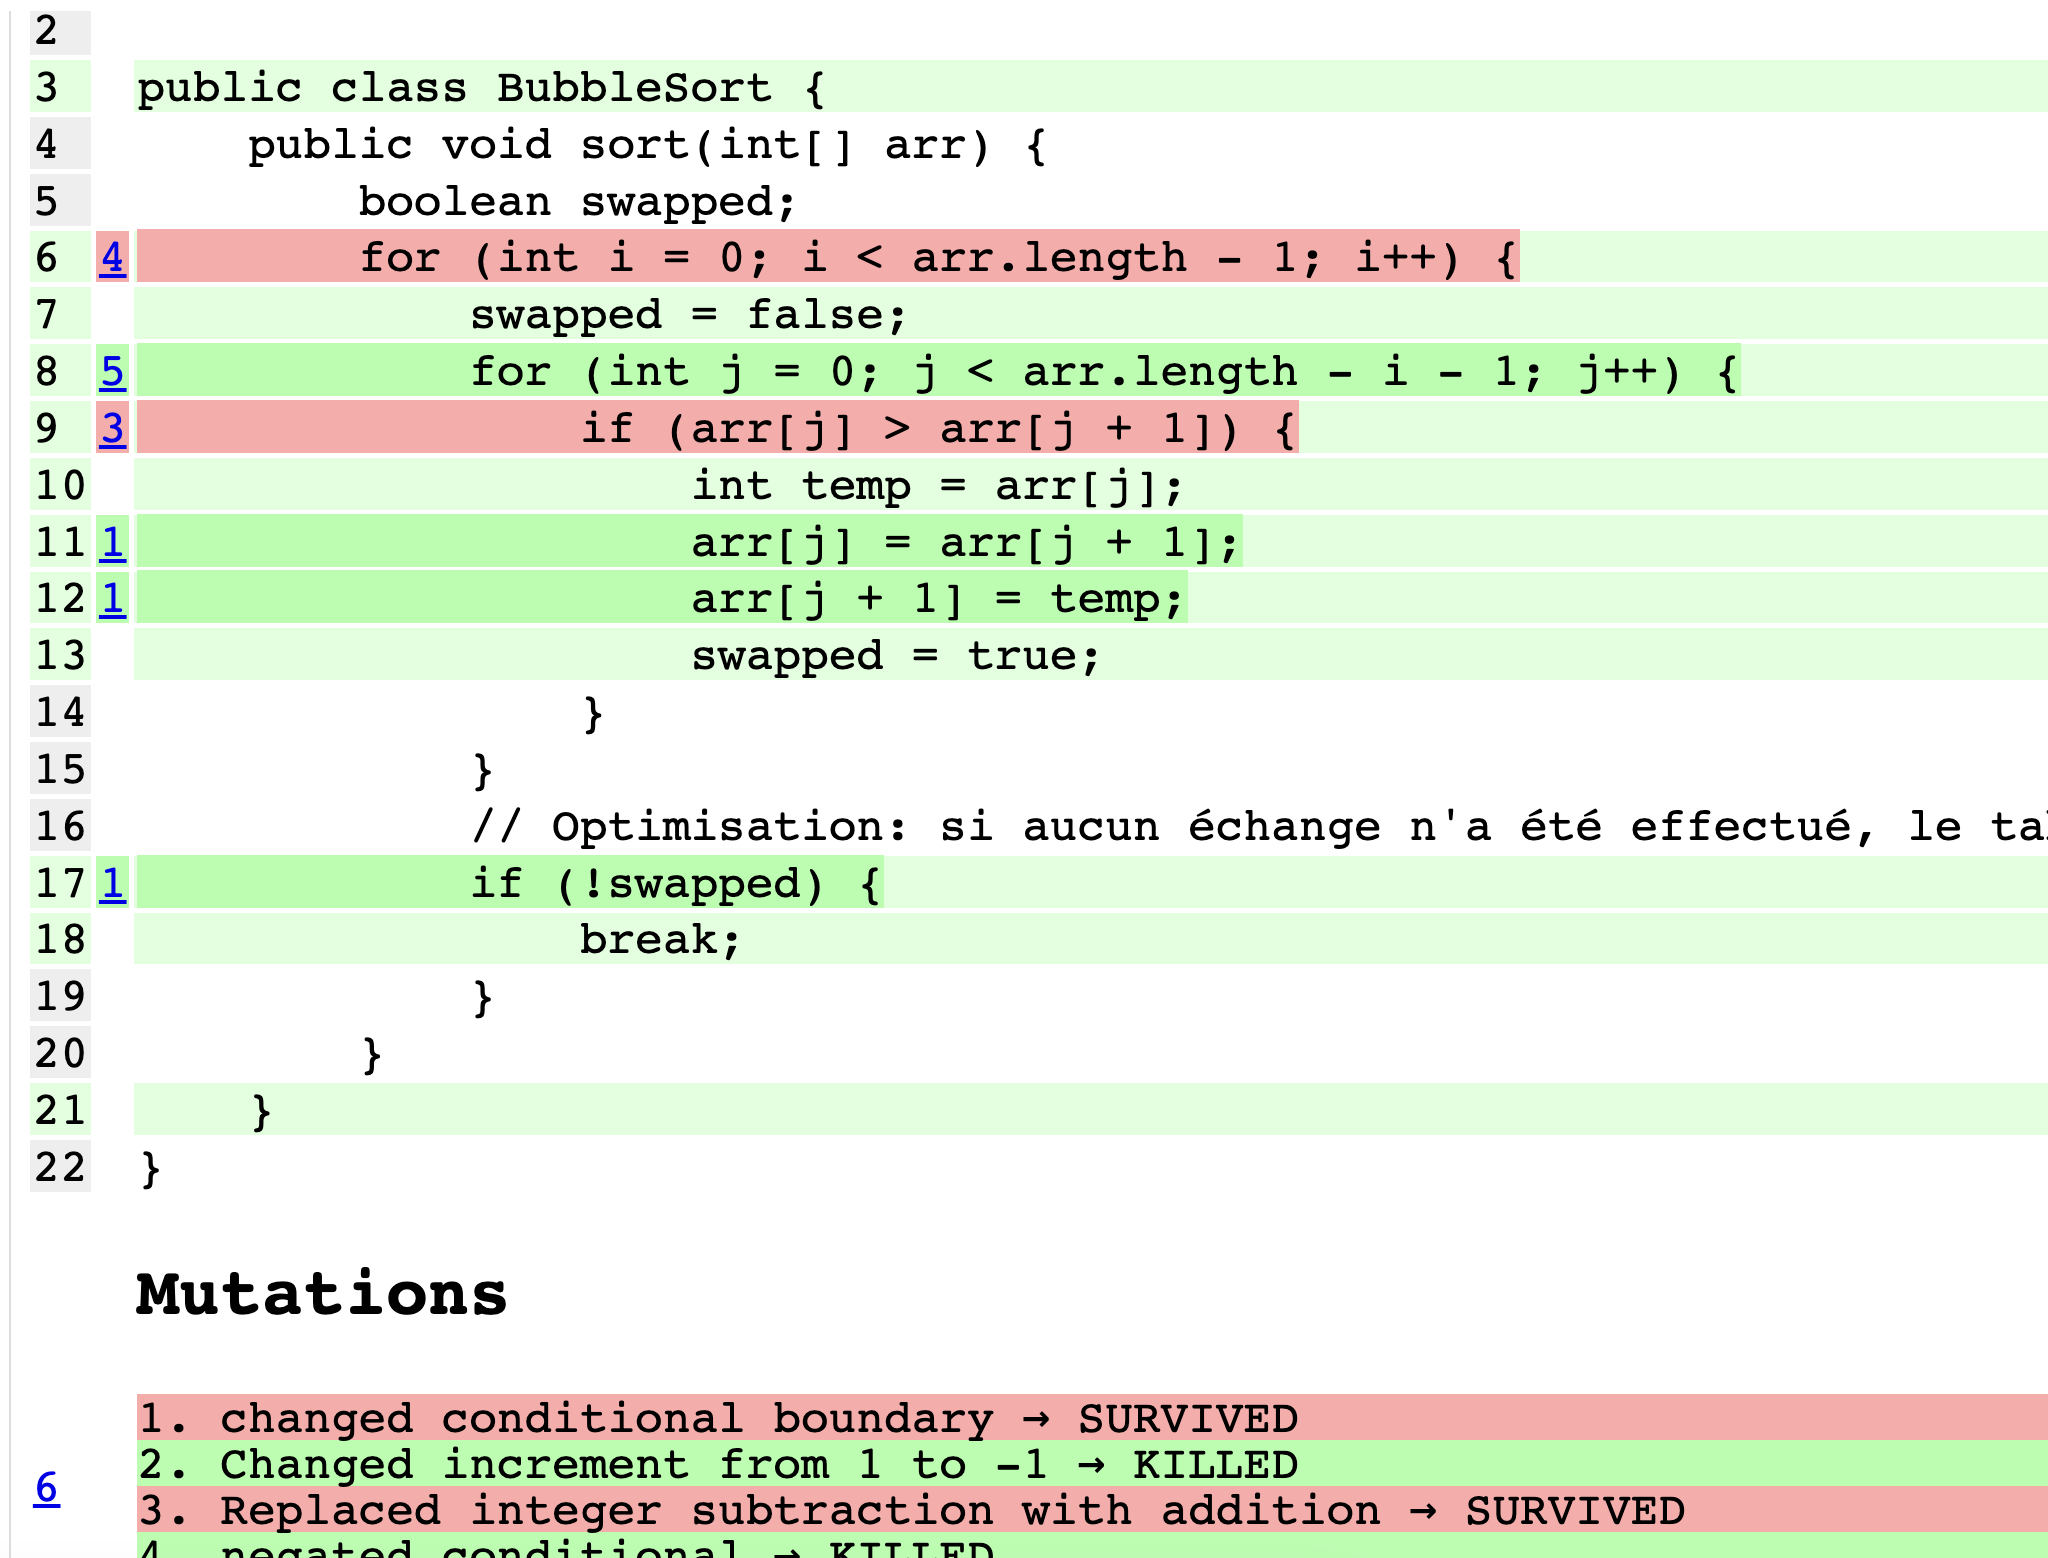 2
3 public class BubbleSort {
4 public void sort(int[] arr) {
5 boolean swapped;
6 4 for (int i = 0; i < arr.length - 1; i++) {
7 swapped = false;
8 5 for (int j = 0; j < arr.length - i - 1; j++) {
9 3 if (arr[j] > arr[j + 1]) {
10 int temp = arr[j];
11 1 arr[j] = arr[j + 1];
12 1 arr[j + 1] = temp;
13 swapped = true;
14 }
15 }
16 // Optimisation: si aucun échange n'a été effectué, le
17 1 if (!swapped) {
18 break;
19 }
20 }
21 }
22 }
Mutations
6
1. changed conditional boundary → SURVIVED
2. Changed increment from 1 to -1 → KILLED
3. Replaced integer subtraction with addition → SURVIVED
4. negated conditional → KILLED